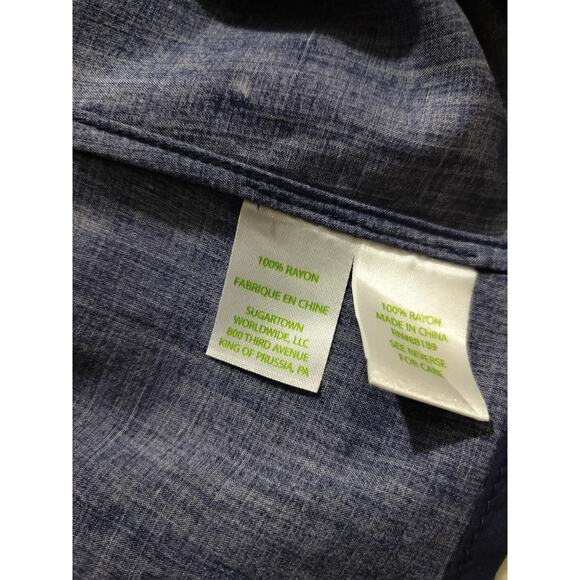 100% RAYON
FABRIQUE EN CHINE
SUGARTOWN
WORLDWIDE, LLC
800 THIRD AVENUE
KING OF PRUSSIA, PA
100% RAYON
MADE IN CHINA
RN#88189
SEE REVERSE
FOR CARE